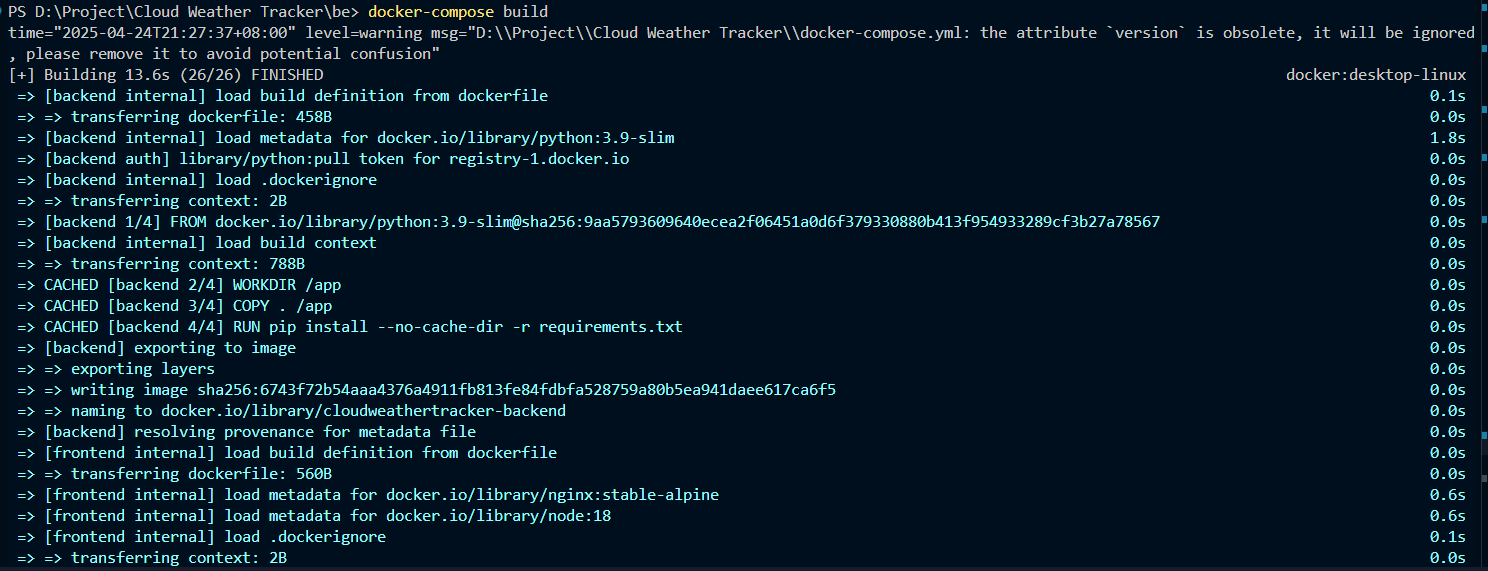 PS D:\Project\Cloud Weather Tracker\be> docker-compose build
time="2025-04-24T21:27:37+08:00" level=warning msg="D:\\Project\\Cloud Weather Tracker\\docker-compose.yml: the attribute `version` is obsolete, it will be ignored
, please remove it to avoid potential confusion"
[+] Building 13.6s (26/26) FINISHED docker:desktop-linux
=> [backend internal] load build definition from dockerfile 0.1s
=> => transferring dockerfile: 458B 0.0s
=> [backend internal] load metadata for docker.io/library/python:3.9-slim 1.8s
=> [backend auth] library/python:pull token for registry-1.docker.io 0.0s
=> [backend internal] load .dockerignore 0.0s
=> => transferring context: 2B 0.0s
=> [backend 1/4] FROM docker.io/library/python:3.9-slim@sha256:9aa5793609640ecea2f06451a0d6f379330880b413f954933289cf3b27a78567 0.0s
=> [backend internal] load build context 0.0s
=> => transferring context: 788B 0.0s
=> CACHED [backend 2/4] WORKDIR /app 0.0s
=> CACHED [backend 3/4] COPY . /app 0.0s
=> CACHED [backend 4/4] RUN pip install --no-cache-dir -r requirements.txt 0.0s
=> [backend] exporting to image 0.0s
=> => exporting layers 0.0s
=> => writing image sha256:6743f72b54aaa4376a4911fb813fe84fdbfa528759a80b5ea941daee617ca6f5 0.0s
=> => naming to docker.io/library/cloudweathertracker-backend 0.0s
=> [backend] resolving provenance for metadata file 0.0s
=> [frontend internal] load build definition from dockerfile 0.0s
=> => transferring dockerfile: 560B 0.0s
=> [frontend internal] load metadata for docker.io/library/nginx:stable-alpine 0.6s
=> [frontend internal] load metadata for docker.io/library/node:18 0.6s
=> [frontend internal] load .dockerignore 0.1s
=> => transferring context: 2B 0.0s